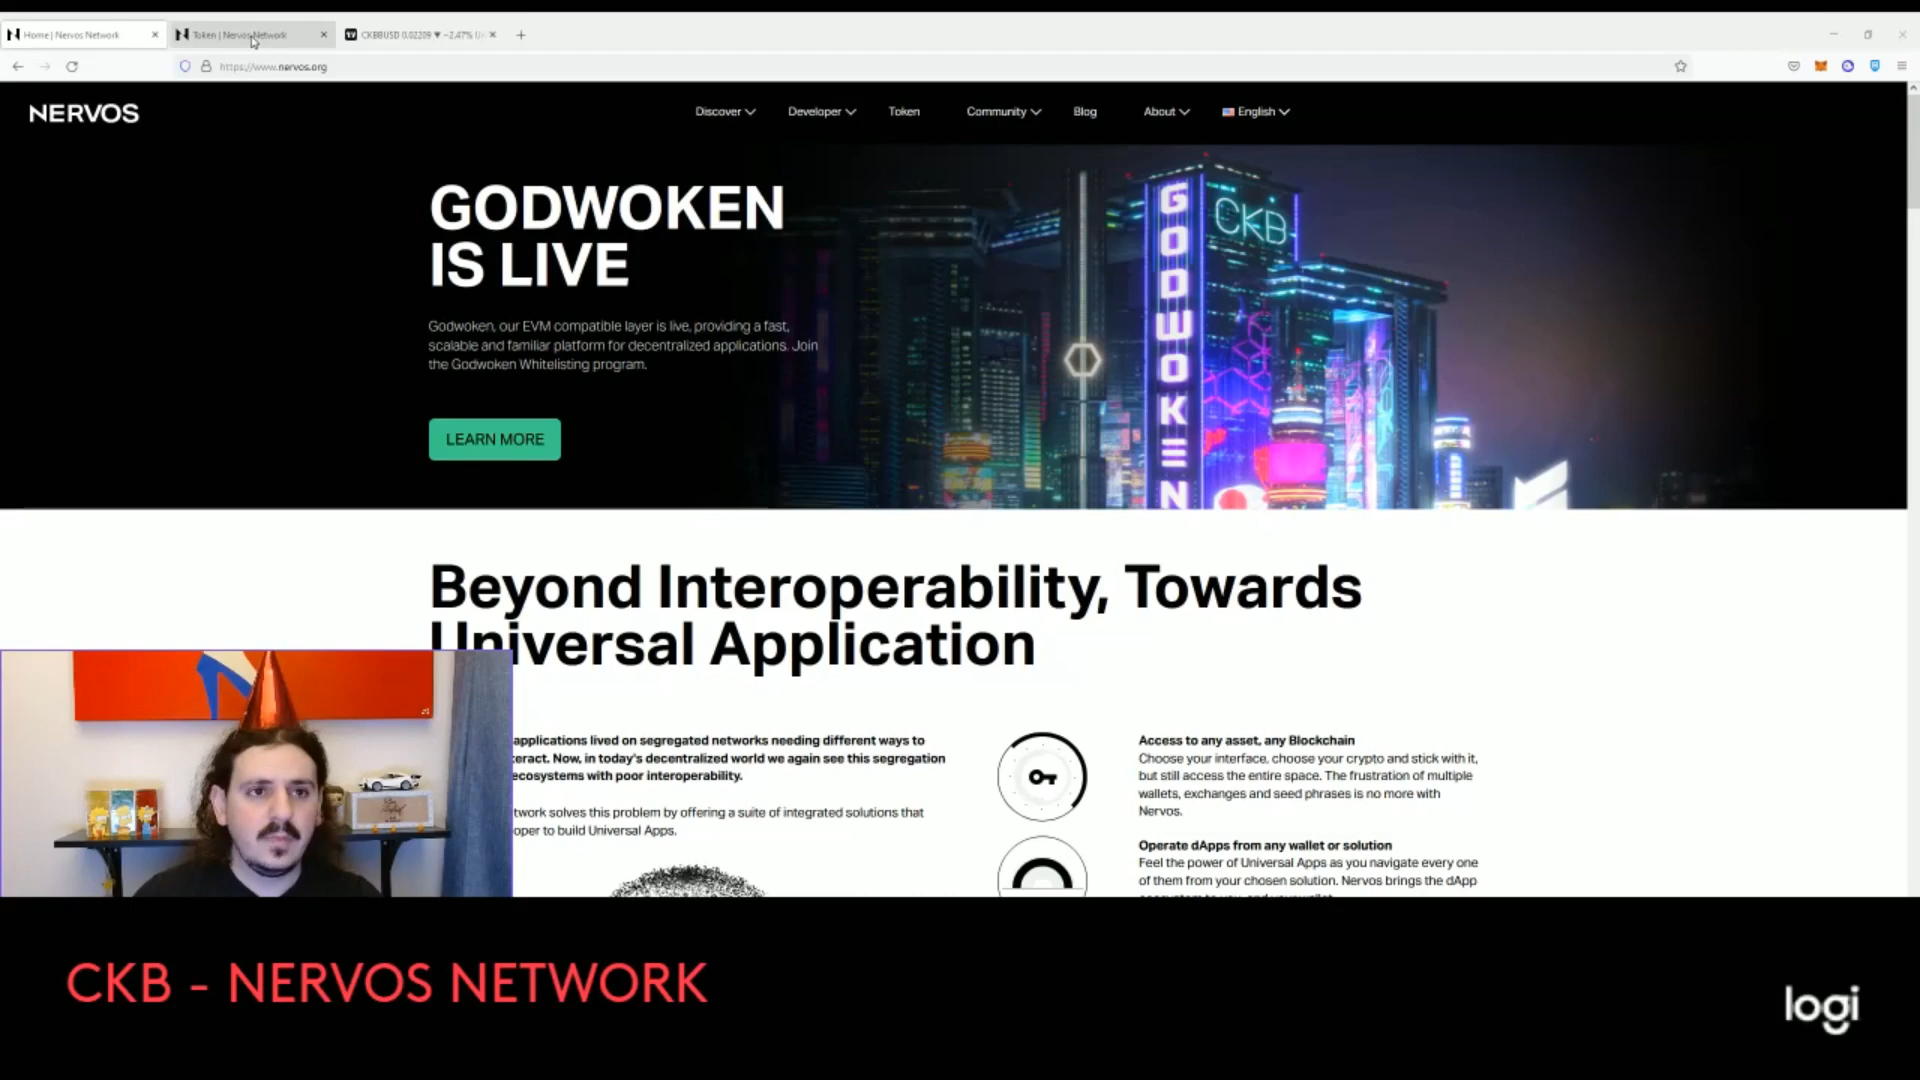 Home | Nervos Network
Token | Nervos Network
CKBBUSD 0.02209 ▼ −2.47%
https://www.nervos.org
NERVOS
Discover
Developer
Token
Community
Blog
About
English
GODWOKEN
IS LIVE
Godwoken, our EVM compatible layer is live, providing a fast,
scalable and familiar platform for decentralized applications. Join
the Godwoken Whitelisting program.
LEARN MORE
GODWOKEN
CKB
Beyond Interoperability, Towards
Universal Application
applications lived on segregated networks needing different ways to
eract. Now, in today's decentralized world we again see this segregation
ecosystems with poor interoperability.
twork solves this problem by offering a suite of integrated solutions that
oper to build Universal Apps.
Access to any asset, any Blockchain
Choose your interface, choose your crypto and stick with it,
but still access the entire space. The frustration of multiple
wallets, exchanges and seed phrases is no more with
Nervos.
Operate dApps from any wallet or solution
Feel the power of Universal Apps as you navigate every one
of them from your chosen solution. Nervos brings the dApp
CKB - NERVOS NETWORK
logi